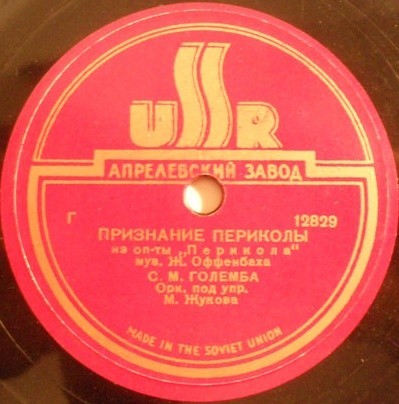 USSR
АПРЕЛЕВСКИЙ ЗАВОД
Г 12829
ПРИЗНАНИЕ ПЕРИКОЛЫ
из оп-ты „Перикола“
муз. Ж. Оффенбаха
С. М. ГОЛЕМБА
Орк. под упр.
М. Жукова
MADE IN THE SOVIET UNION